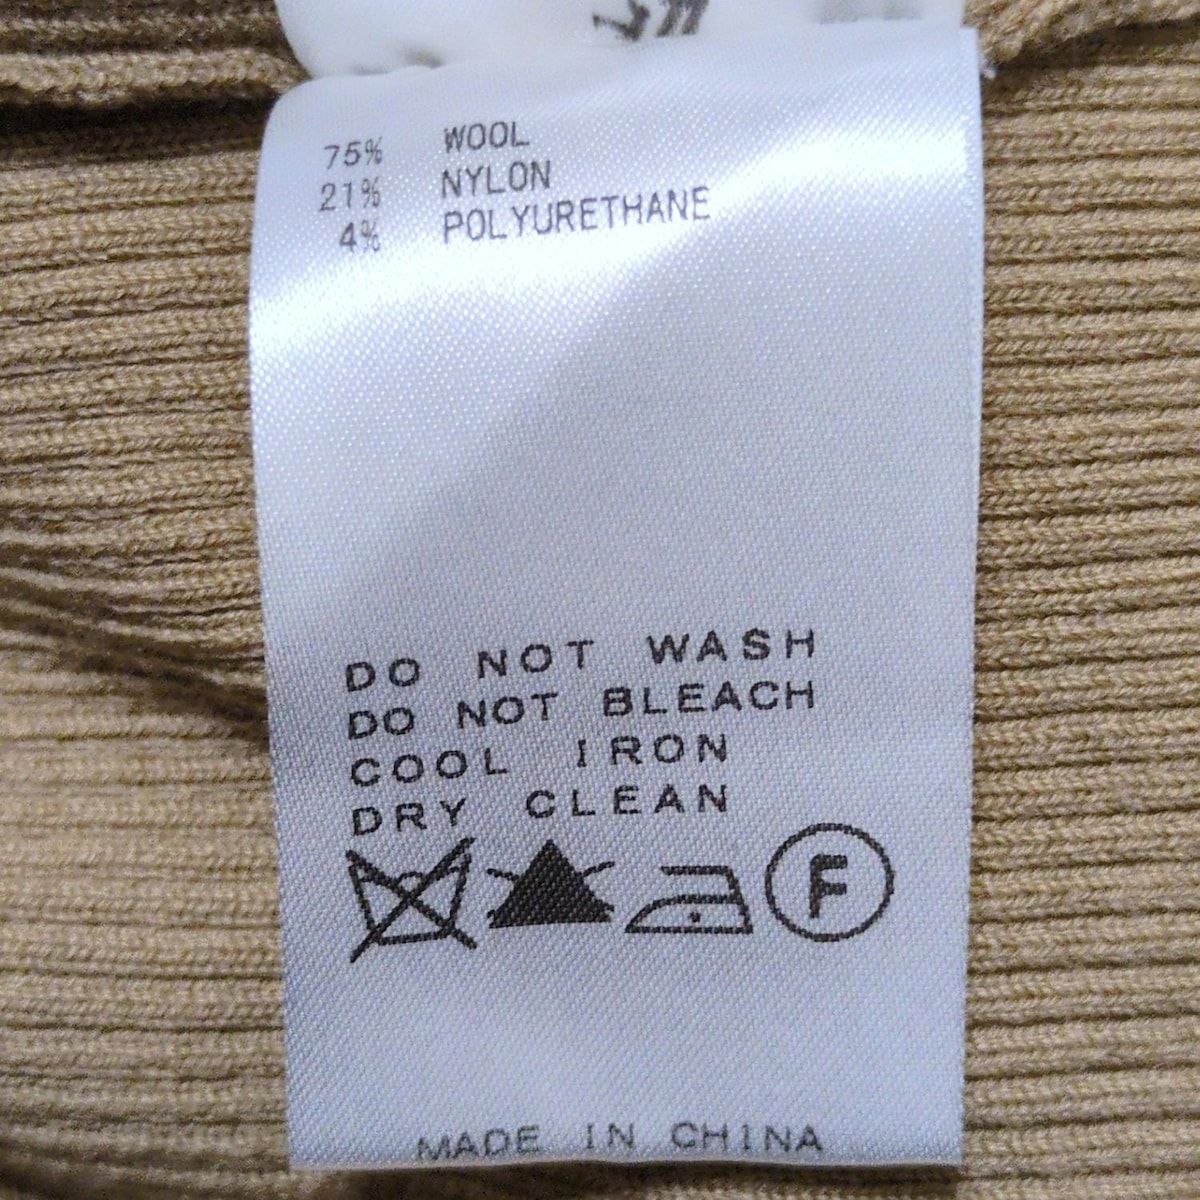 75% WOOL
21% NYLON
4% POLYURETHANE
DO NOT WASH
DO NOT BLEACH
COOL IRON
DRY CLEAN
F
MADE IN CHINA